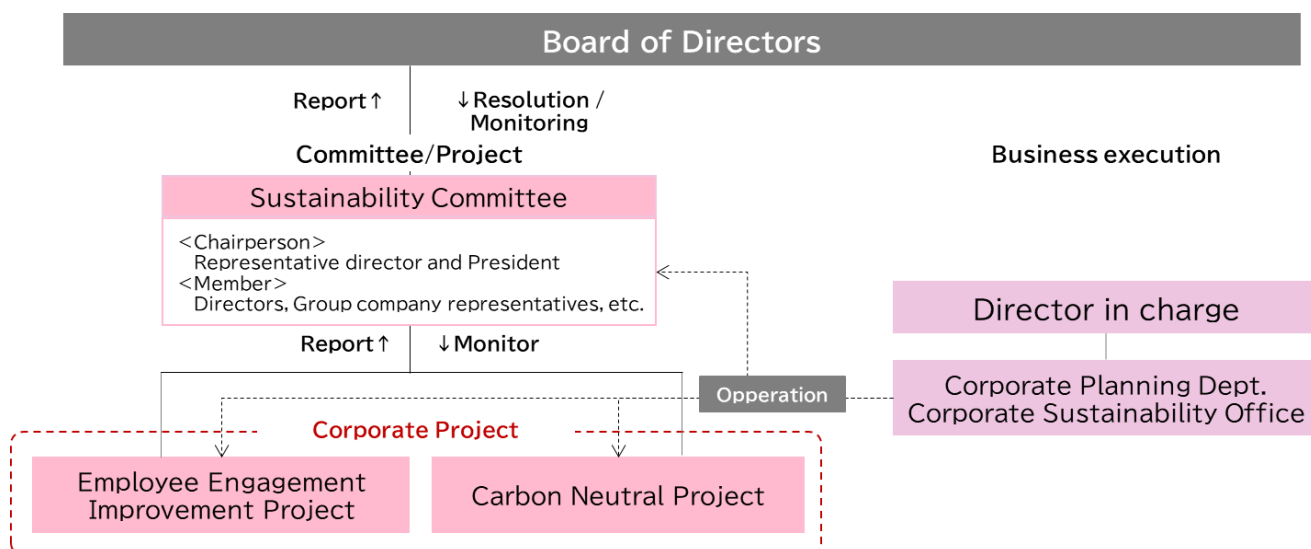 Board of Directors
Report↑
↓Resolution /
Monitoring
Committee/Project
Business execution
Sustainability Committee
<Chairperson>
Representative director and President
<Member>
Directors, Group company representatives, etc.
Director in charge
Report↑
↓Monitor
Opperation
Corporate Planning Dept.
Corporate Sustainability Office
Corporate Project
Employee Engagement
Improvement Project
Carbon Neutral Project